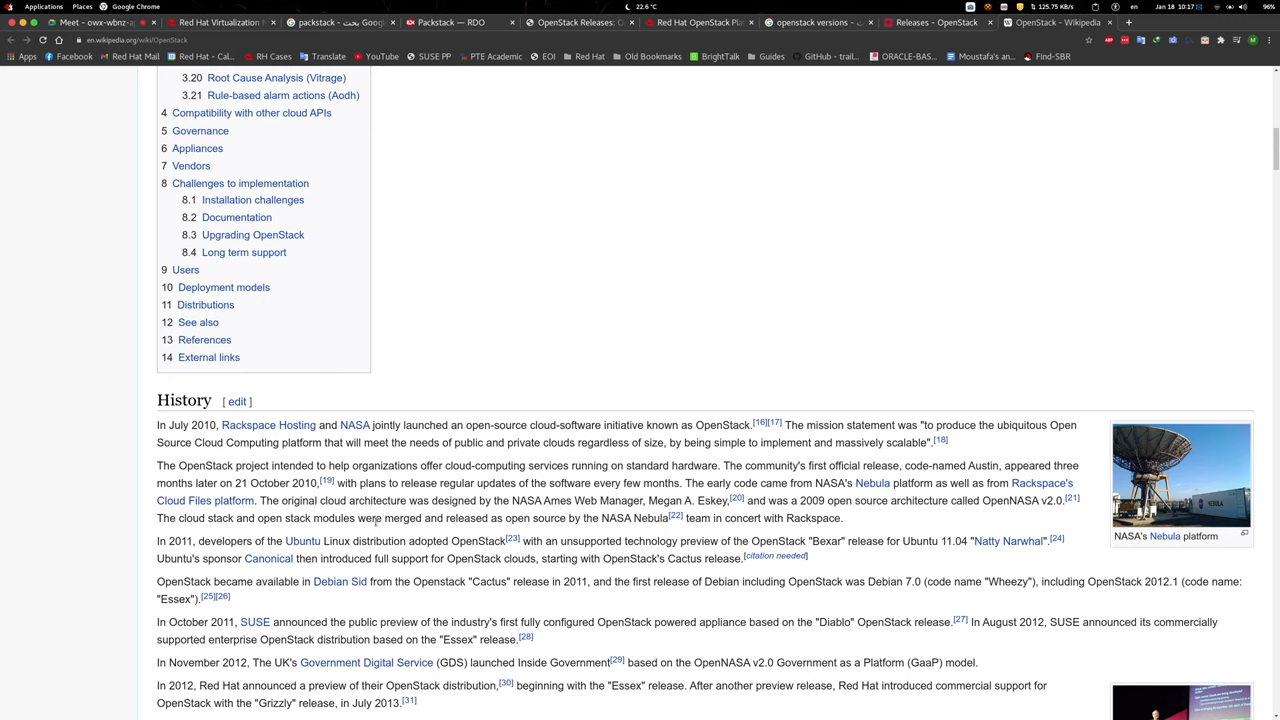 Applications Places Google Chrome 22.6 °C 125.75 KB/s en Jan 18 10:17 96%
Meet - owx-wbnz-a Red Hat Virtualization packstack - بحث Google Packstack — RDO OpenStack Releases: C Red Hat OpenStack Pla openstack versions - Releases - OpenStack OpenStack - Wikipedia
en.wikipedia.org/wiki/OpenStack
Apps Facebook Red Hat Mail Red Hat - Cal... RH Cases Translate YouTube SUSE PP PTE Academic EOI Red Hat Old Bookmarks BrightTalk Guides GitHub - trail... ORACLE-BAS... Moustafa's an... Find-SBR
3.20 Root Cause Analysis (Vitrage)
3.21 Rule-based alarm actions (Aodh)
4 Compatibility with other cloud APIs
5 Governance
6 Appliances
7 Vendors
8 Challenges to implementation
8.1 Installation challenges
8.2 Documentation
8.3 Upgrading OpenStack
8.4 Long term support
9 Users
10 Deployment models
11 Distributions
12 See also
13 References
14 External links
History [ edit ]
In July 2010, Rackspace Hosting and NASA jointly launched an open-source cloud-software initiative known as OpenStack.[16][17] The mission statement was "to produce the ubiquitous Open
Source Cloud Computing platform that will meet the needs of public and private clouds regardless of size, by being simple to implement and massively scalable".[18]
The OpenStack project intended to help organizations offer cloud-computing services running on standard hardware. The community's first official release, code-named Austin, appeared three
months later on 21 October 2010,[19] with plans to release regular updates of the software every few months. The early code came from NASA's Nebula platform as well as from Rackspace's
Cloud Files platform. The original cloud architecture was designed by the NASA Ames Web Manager, Megan A. Eskey,[20] and was a 2009 open source architecture called OpenNASA v2.0.[21]
The cloud stack and open stack modules were merged and released as open source by the NASA Nebula[22] team in concert with Rackspace.
NASA's Nebula platform
In 2011, developers of the Ubuntu Linux distribution adopted OpenStack[23] with an unsupported technology preview of the OpenStack "Bexar" release for Ubuntu 11.04 "Natty Narwhal".[24]
Ubuntu's sponsor Canonical then introduced full support for OpenStack clouds, starting with OpenStack's Cactus release.[citation needed]
OpenStack became available in Debian Sid from the Openstack "Cactus" release in 2011, and the first release of Debian including OpenStack was Debian 7.0 (code name "Wheezy"), including OpenStack 2012.1 (code name:
"Essex").[25][26]
In October 2011, SUSE announced the public preview of the industry's first fully configured OpenStack powered appliance based on the "Diablo" OpenStack release.[27] In August 2012, SUSE announced its commercially
supported enterprise OpenStack distribution based on the "Essex" release.[28]
In November 2012, The UK's Government Digital Service (GDS) launched Inside Government[29] based on the OpenNASA v2.0 Government as a Platform (GaaP) model.
In 2012, Red Hat announced a preview of their OpenStack distribution,[30] beginning with the "Essex" release. After another preview release, Red Hat introduced commercial support for
OpenStack with the "Grizzly" release, in July 2013.[31]